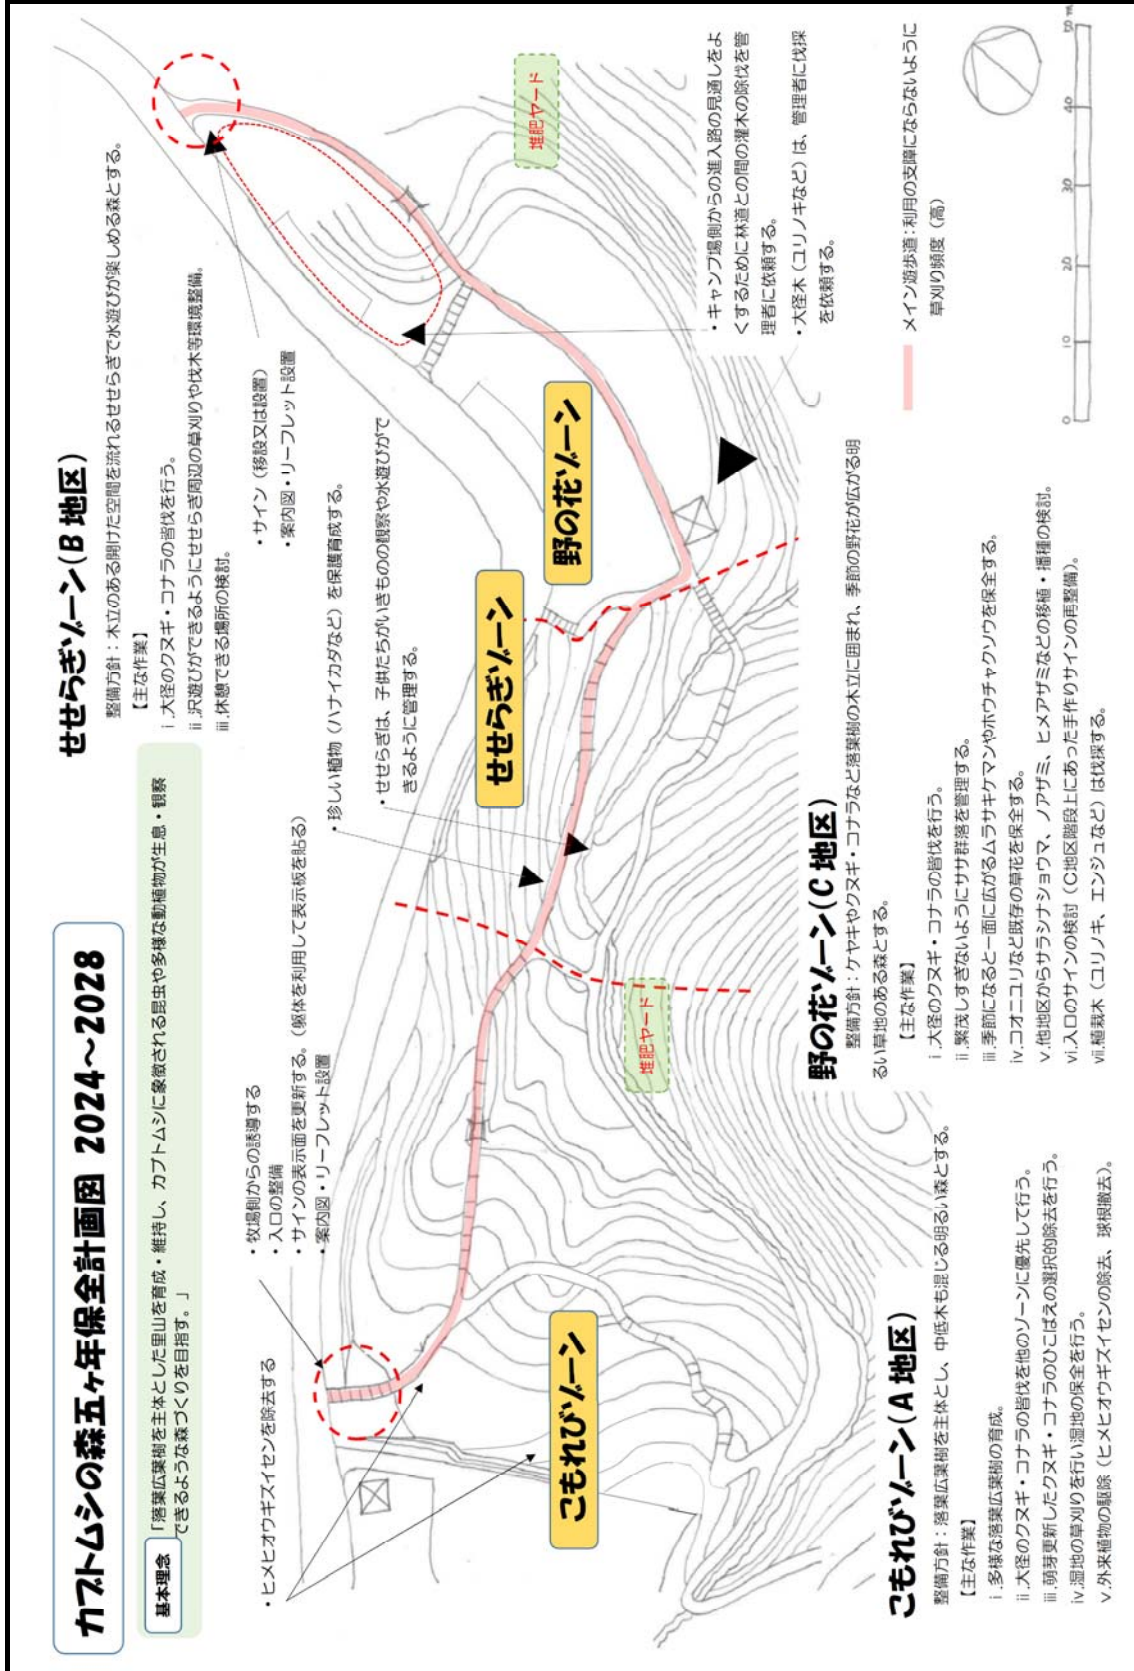 カブトムシの森五ヶ年保全計画図 2024～2028
基本理念
「落葉広葉樹を主体とした里山を育成・維持し、カブトムシに象徴される昆虫や多様な動植物が生息・観察
できるような森づくりを目指す。」
せせらぎゾーン(B 地区)
整備方針：木立のある開けた空間を流れるせせらぎで水遊びが楽しめる森とする。
【主な作業】
ⅰ.大径のクヌギ・コナラの皆伐を行う。
ⅱ.沢遊びができるようにせせらぎ周辺の草刈りや伐木等環境整備。
ⅲ.休憩できる場所の検討。
・サイン（移設又は設置）
・案内図・リーフレット設置
・牧場側からの誘導する
・入口の整備
・サインの表示面を更新する。（躯体を利用して表示板を貼る）
・案内図・リーフレット設置
・ヒメヒオウギズイセンを除去する
・珍しい植物（ハナイカダなど）を保護育成する。
・せせらぎは、子供たちがいきものの観察や水遊びがで
きるように管理する。
こもれびゾーン
せせらぎゾーン
野の花ゾーン
堆肥ヤード
堆肥ヤード
・キャンプ場側からの進入路の見通しをよ
くするために林道との間の灌木の除伐を管
理者に依頼する。
・大径木（ユリノキなど）は、管理者に伐採
を依頼する。
こもれびゾーン(A 地区)
整備方針：落葉広葉樹を主体とし、中低木も混じる明るい森とする。
【主な作業】
ⅰ.多様な落葉広葉樹の育成。
ⅱ.大径のクヌギ・コナラの皆伐を他のゾーンに優先して行う。
ⅲ.萌芽更新したクヌギ・コナラのひこばえの選択的除去を行う。
ⅳ.湿地の草刈りを行い湿地の保全を行う。
ⅴ.外来植物の駆除（ヒメヒオウギズイセンの除去、球根撤去）。
野の花ゾーン(C 地区)
整備方針：ケヤキやクヌギ・コナラなど落葉樹の木立に囲まれ、季節の野花が広がる明
るい草地のある森とする。
【主な作業】
ⅰ.大径のクヌギ・コナラの皆伐を行う。
ⅱ.繁茂しすぎないようにササ群落を管理する。
ⅲ.季節になると一面に広がるムラサキケマンやホウチャクソウを保全する。
ⅳ.コオニユリなど既存の草花を保全する。
ⅴ.他地区からサラシナショウマ、ノアザミ、ヒメアザミなどの移植・播種の検討。
ⅵ.入口のサインの検討（C地区階段上にあった手作りサインの再整備）。
ⅶ.植栽木（ユリノキ、エンジュなど）は伐採する。
メイン遊歩道：利用の支障にならないように
草刈り頻度（高）
0 10 20 30 40 50 m